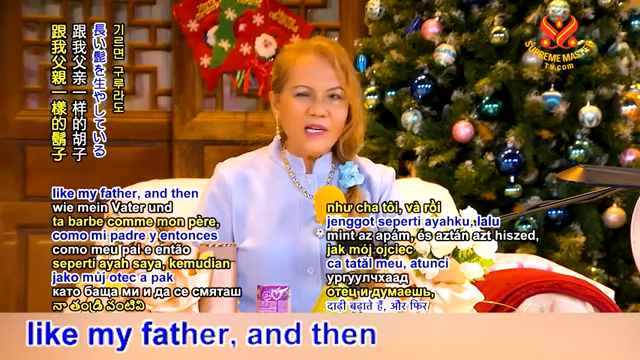 기르면 구루라도
長い髭を生やしている
跟我父亲一样的胡子
跟我父親一樣的鬍子
SUPREME MASTER
TV.com
like my father, and then
wie mein Vater und
ta barbe comme mon père,
como mi padre y entonces
como meu pai e então
seperti ayah saya, kemudian
jako můj otec a pak
като баща ми и да се смяташ
నా తండ్రి వంటివి
như cha tôi, và rồi
jenggot seperti ayahku, lalu
mint az apám, és aztán azt hiszed,
jak mój ojciec
ca tatăl meu, atunci
ургуулчхаад
отец и думаешь,
दाढ़ी बढ़ाते हैं, और फिर
like my father, and then